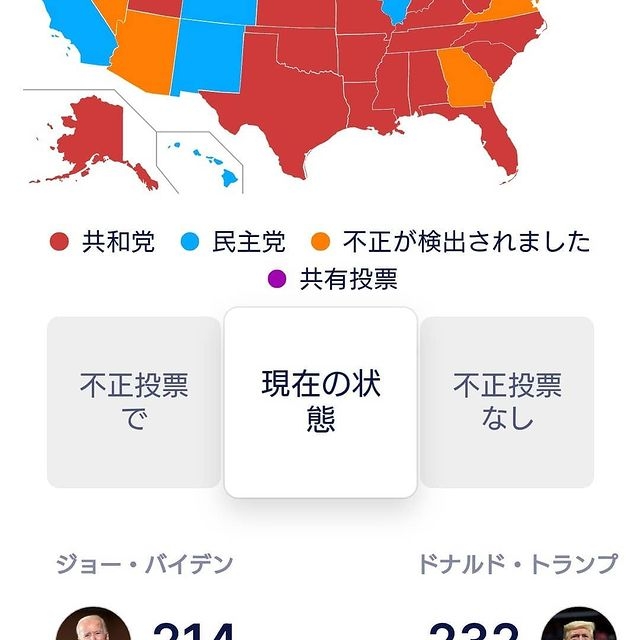 共和党 民主党 不正が検出されました
共有投票
不正投票
で
現在の状
態
不正投票
なし
ジョー・バイデン ドナルド・トランプ
214 232